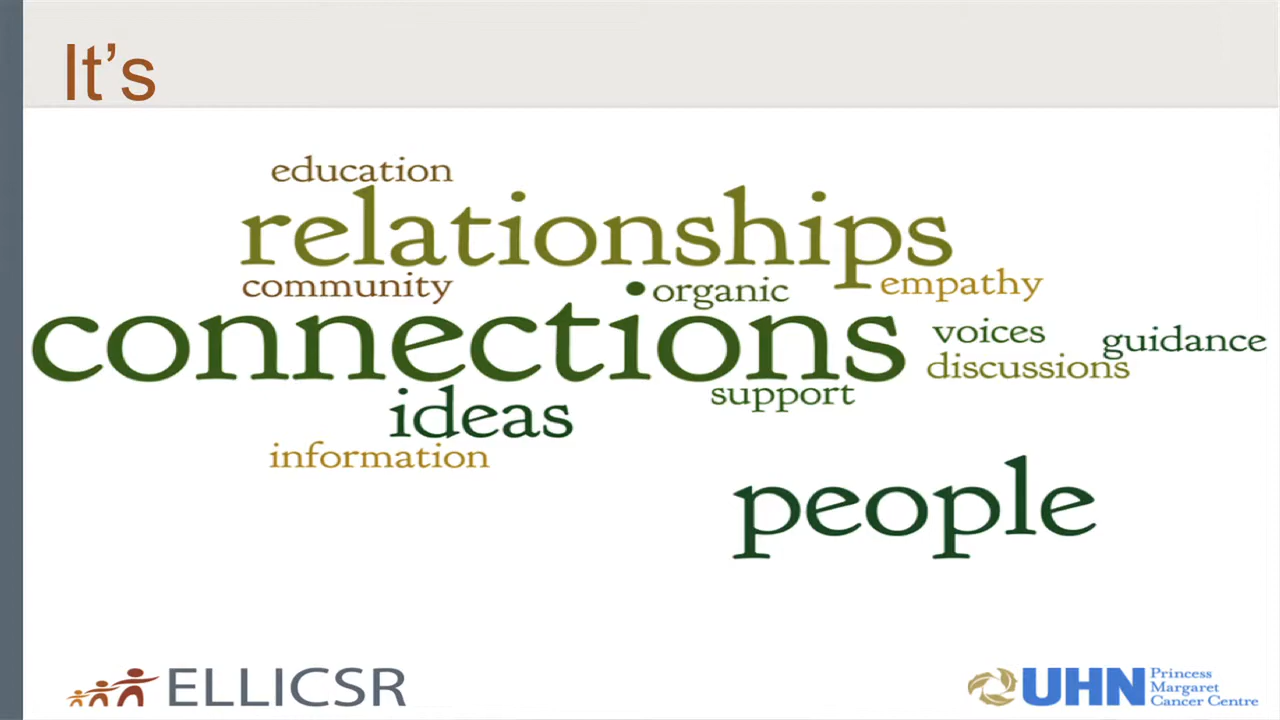 It’s
education
relationships
community
organic
empathy
connections
voices
guidance
discussions
support
ideas
information
people
ELLICSR
UHN
Princess
Margaret
Cancer Centre